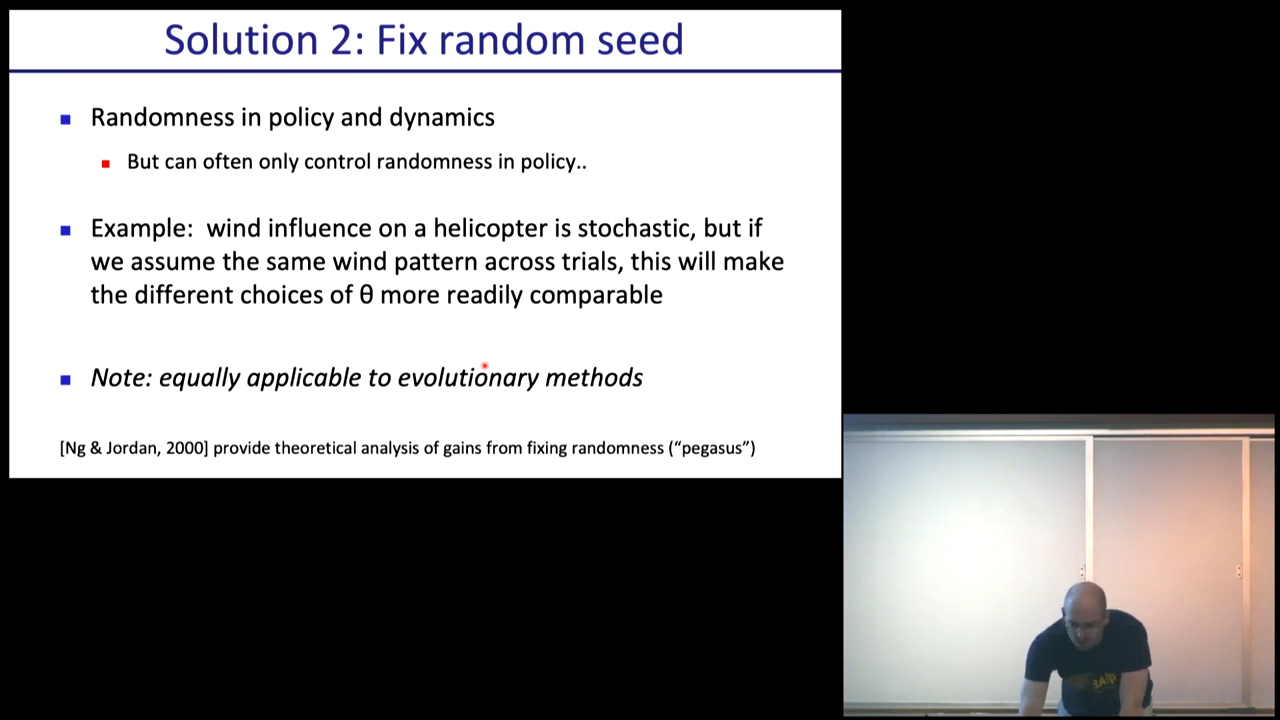 Solution 2: Fix random seed
Randomness in policy and dynamics
But can often only control randomness in policy..
Example: wind influence on a helicopter is stochastic, but if
we assume the same wind pattern across trials, this will make
the different choices of θ more readily comparable
Note: equally applicable to evolutionary methods
[Ng & Jordan, 2000] provide theoretical analysis of gains from fixing randomness ("pegasus")